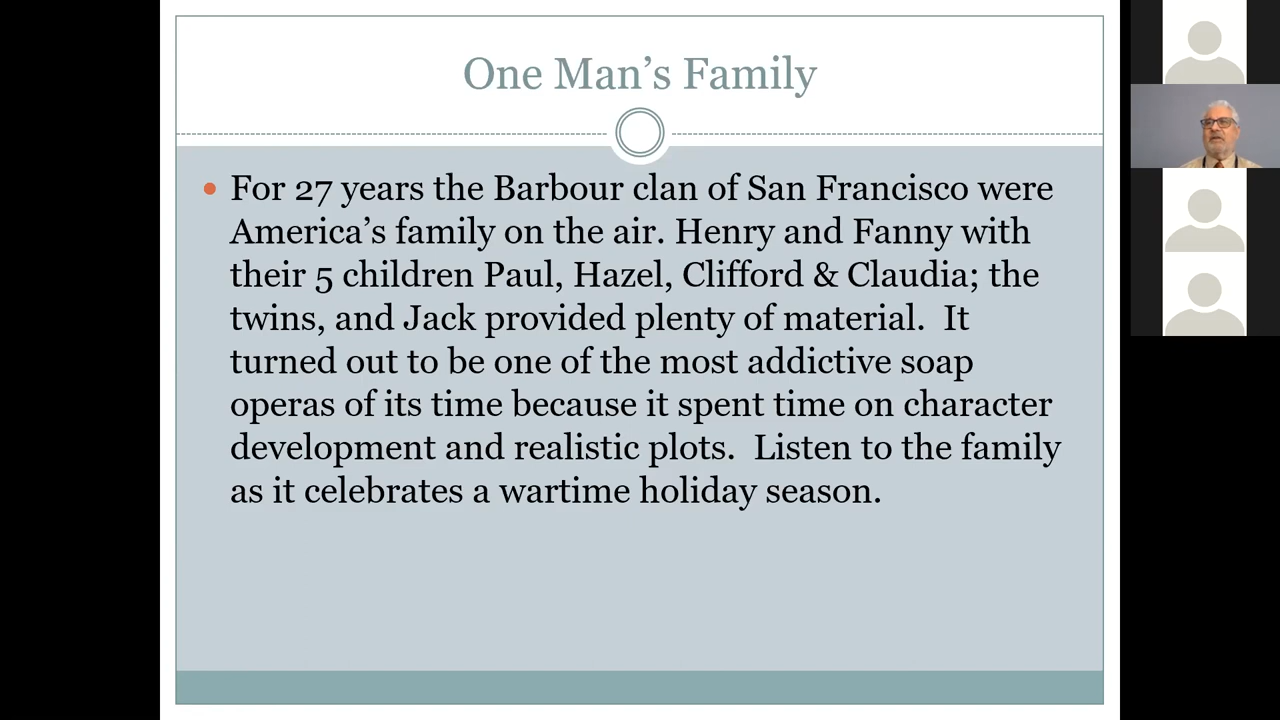 One Man’s Family
• For 27 years the Barbour clan of San Francisco were
America’s family on the air. Henry and Fanny with
their 5 children Paul, Hazel, Clifford & Claudia; the
twins, and Jack provided plenty of material.  It
turned out to be one of the most addictive soap
operas of its time because it spent time on character
development and realistic plots.  Listen to the family
as it celebrates a wartime holiday season.